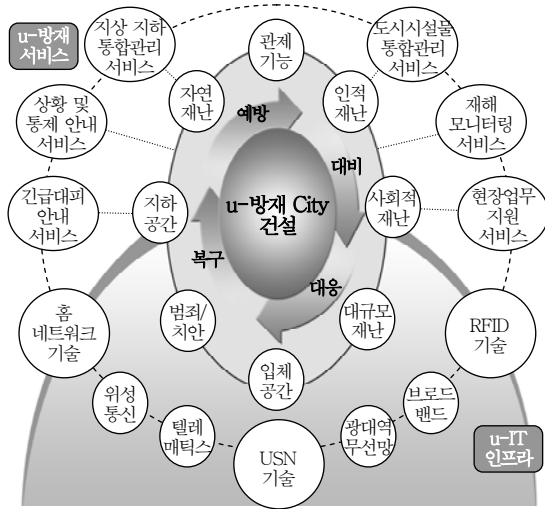 u-방재
서비스
지상 지하
통합관리
서비스
관제
기능
도시시설물
통합관리
서비스
자연
재난
예방
인적
재난
상황 및
통제 안내
서비스
재해
모니터링
서비스
대비
긴급대피
안내
서비스
지하
공간
u-방재 City
건설
사회적
재난
현장업무
지원
서비스
복구
대응
홈
네트워크
기술
범죄/
치안
대규모
재난
RFID
기술
입체
공간
위성
통신
텔레
매틱스
USN
기술
광대역
무선망
브로드
밴드
u-IT
인프라